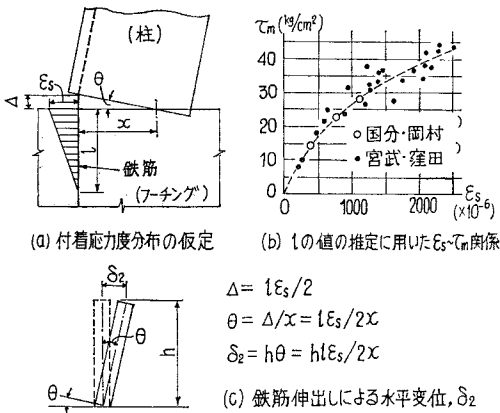 (柱)
εs
θ
Δ
x
l
鉄筋
(フーチング)
(a) 付着応力度分布の仮定
τm kg/cm²
45
40
30
20
10
0
0
1000
2000
εs
(×10⁻⁶)
○ 国分・岡村
● 宮武・窪田
(b) lの値の推定に用いたεs~τm関係
δ2
θ
h
θ
Δ = lεs/2
θ = Δ/x = lεs/2x
δ2 = hθ = hlεs/2x
(c) 鉄筋伸出しによる水平変位, δ2